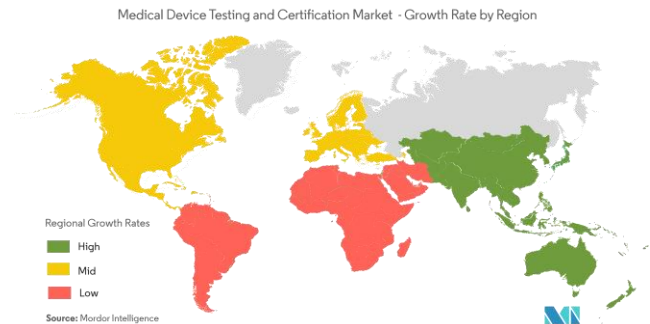 Medical Device Testing and Certification Market - Growth Rate by Region
Regional Growth Rates
High
Mid
Low
Source: Mordor Intelligence